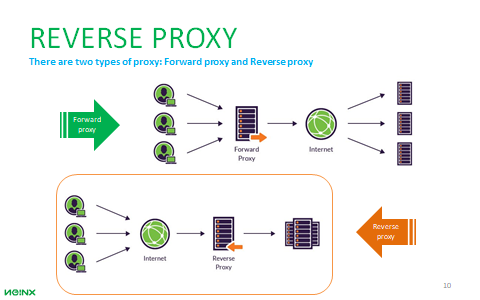 REVERSE PROXY
There are two types of proxy: Forward proxy and Reverse proxy
Forward
proxy
Forward
Proxy
Internet
Internet
Reverse
Proxy
Reverse
proxy
NGINX
10